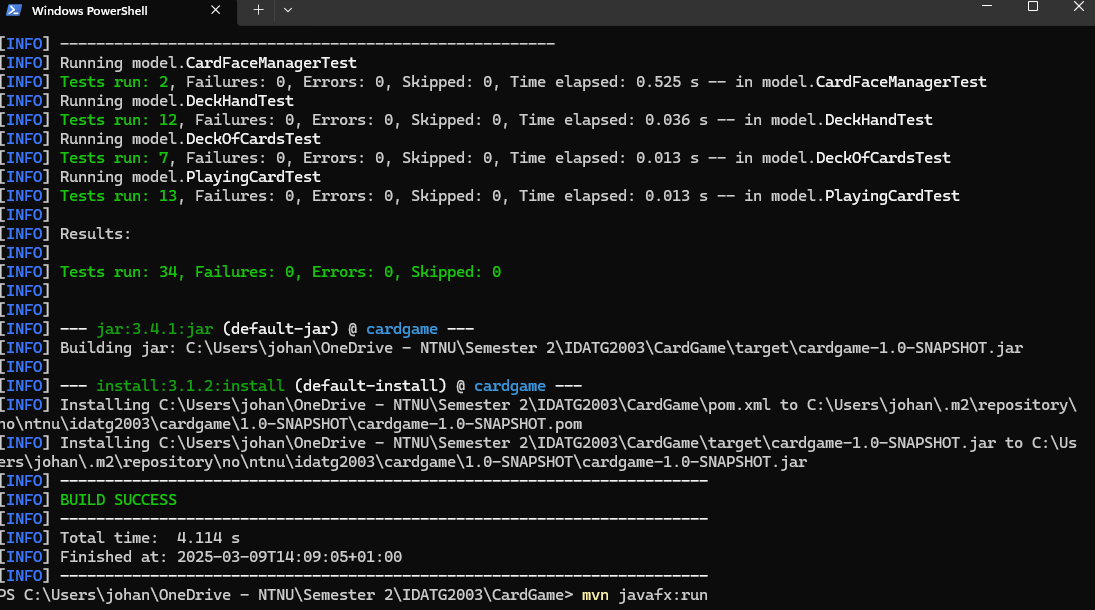 Windows PowerShell
[INFO] -------------------------------------------------------
[INFO] Running model.CardFaceManagerTest
[INFO] Tests run: 2, Failures: 0, Errors: 0, Skipped: 0, Time elapsed: 0.525 s -- in model.CardFaceManagerTest
[INFO] Running model.DeckHandTest
[INFO] Tests run: 12, Failures: 0, Errors: 0, Skipped: 0, Time elapsed: 0.036 s -- in model.DeckHandTest
[INFO] Running model.DeckOfCardsTest
[INFO] Tests run: 7, Failures: 0, Errors: 0, Skipped: 0, Time elapsed: 0.013 s -- in model.DeckOfCardsTest
[INFO] Running model.PlayingCardTest
[INFO] Tests run: 13, Failures: 0, Errors: 0, Skipped: 0, Time elapsed: 0.013 s -- in model.PlayingCardTest
[INFO]
[INFO] Results:
[INFO]
[INFO] Tests run: 34, Failures: 0, Errors: 0, Skipped: 0
[INFO]
[INFO]
[INFO] --- jar:3.4.1:jar (default-jar) @ cardgame ---
[INFO] Building jar: C:\Users\johan\OneDrive - NTNU\Semester 2\IDATG2003\CardGame\target\cardgame-1.0-SNAPSHOT.jar
[INFO]
[INFO] --- install:3.1.2:install (default-install) @ cardgame ---
[INFO] Installing C:\Users\johan\OneDrive - NTNU\Semester 2\IDATG2003\CardGame\pom.xml to C:\Users\johan\.m2\repository\
no\ntnu\idatg2003\cardgame\1.0-SNAPSHOT\cardgame-1.0-SNAPSHOT.pom
[INFO] Installing C:\Users\johan\OneDrive - NTNU\Semester 2\IDATG2003\CardGame\target\cardgame-1.0-SNAPSHOT.jar to C:\Us
ers\johan\.m2\repository\no\ntnu\idatg2003\cardgame\1.0-SNAPSHOT\cardgame-1.0-SNAPSHOT.jar
[INFO] ------------------------------------------------------------------------
[INFO] BUILD SUCCESS
[INFO] ------------------------------------------------------------------------
[INFO] Total time:  4.114 s
[INFO] Finished at: 2025-03-09T14:09:05+01:00
[INFO] ------------------------------------------------------------------------
PS C:\Users\johan\OneDrive - NTNU\Semester 2\IDATG2003\CardGame> mvn javafx:run